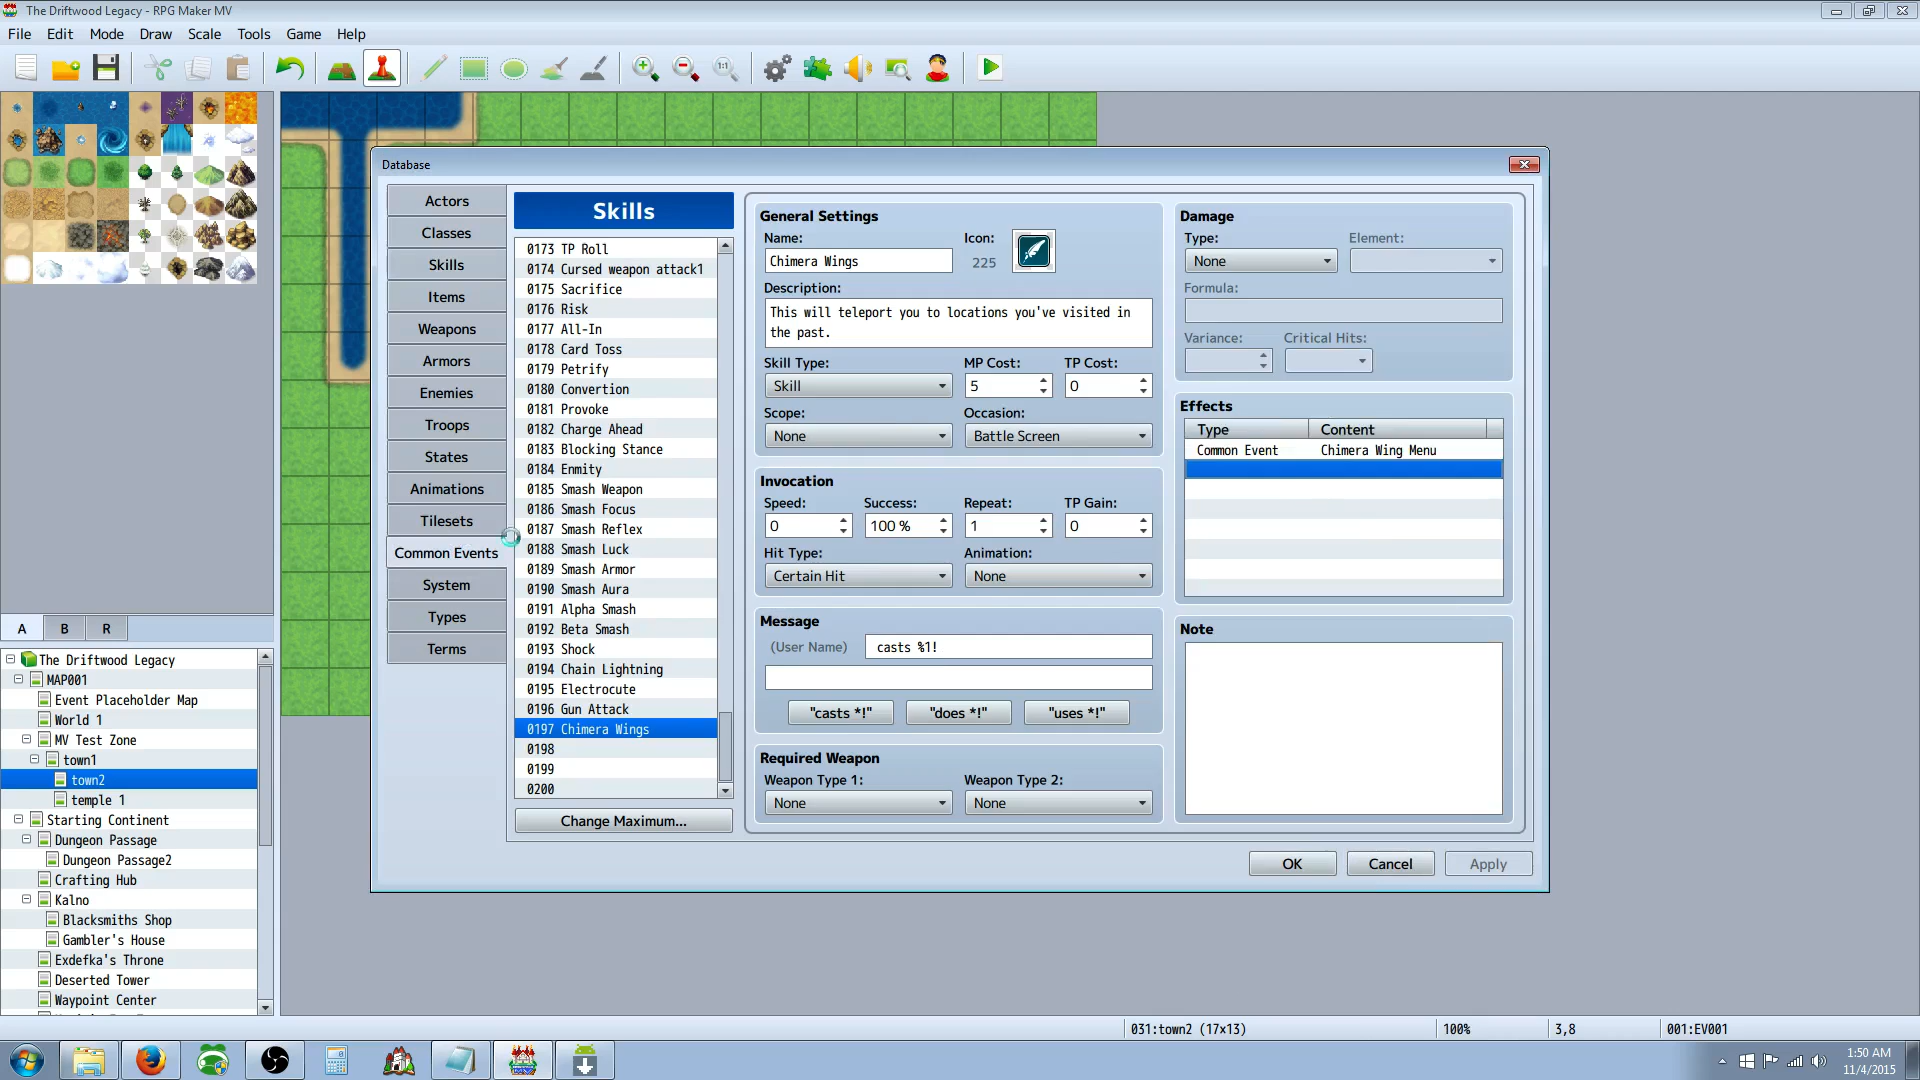 The Driftwood Legacy - RPG Maker MV
File Edit Mode Draw Scale Tools Game Help
1:1
Database
Actors
Classes
Skills
Items
Weapons
Armors
Enemies
Troops
States
Animations
Tilesets
Common Events
System
Types
Terms
Skills
0173 TP Roll
0174 Cursed weapon attack1
0175 Sacrifice
0176 Risk
0177 All-In
0178 Card Toss
0179 Petrify
0180 Convertion
0181 Provoke
0182 Charge Ahead
0183 Blocking Stance
0184 Enmity
0185 Smash Weapon
0186 Smash Focus
0187 Smash Reflex
0188 Smash Luck
0189 Smash Armor
0190 Smash Aura
0191 Alpha Smash
0192 Beta Smash
0193 Shock
0194 Chain Lightning
0195 Electrocute
0196 Gun Attack
0197 Chimera Wings
0198
0199
0200
Change Maximum...
General Settings
Name: Icon:
Chimera Wings 225
Description:
This will teleport you to locations you've visited in
the past.
Skill Type: MP Cost: TP Cost:
Skill 5 0
Scope: Occasion:
None Battle Screen
Invocation
Speed: Success: Repeat: TP Gain:
0 100 % 1 0
Hit Type: Animation:
Certain Hit None
Message
(User Name) casts %1!
"casts *!" "does *!" "uses *!"
Required Weapon
Weapon Type 1: Weapon Type 2:
None None
Damage
Type: Element:
None
Formula:
Variance: Critical Hits:
Effects
Type Content
Common Event Chimera Wing Menu
Note
OK Cancel Apply
A B R
The Driftwood Legacy
MAP001
Event Placeholder Map
World 1
MV Test Zone
town1
town2
temple 1
Starting Continent
Dungeon Passage
Dungeon Passage2
Crafting Hub
Kalno
Blacksmiths Shop
Gambler's House
Exdefka's Throne
Deserted Tower
Waypoint Center
031:town2 (17x13) 100% 3,8 001:EV001
1:50 AM
11/4/2015